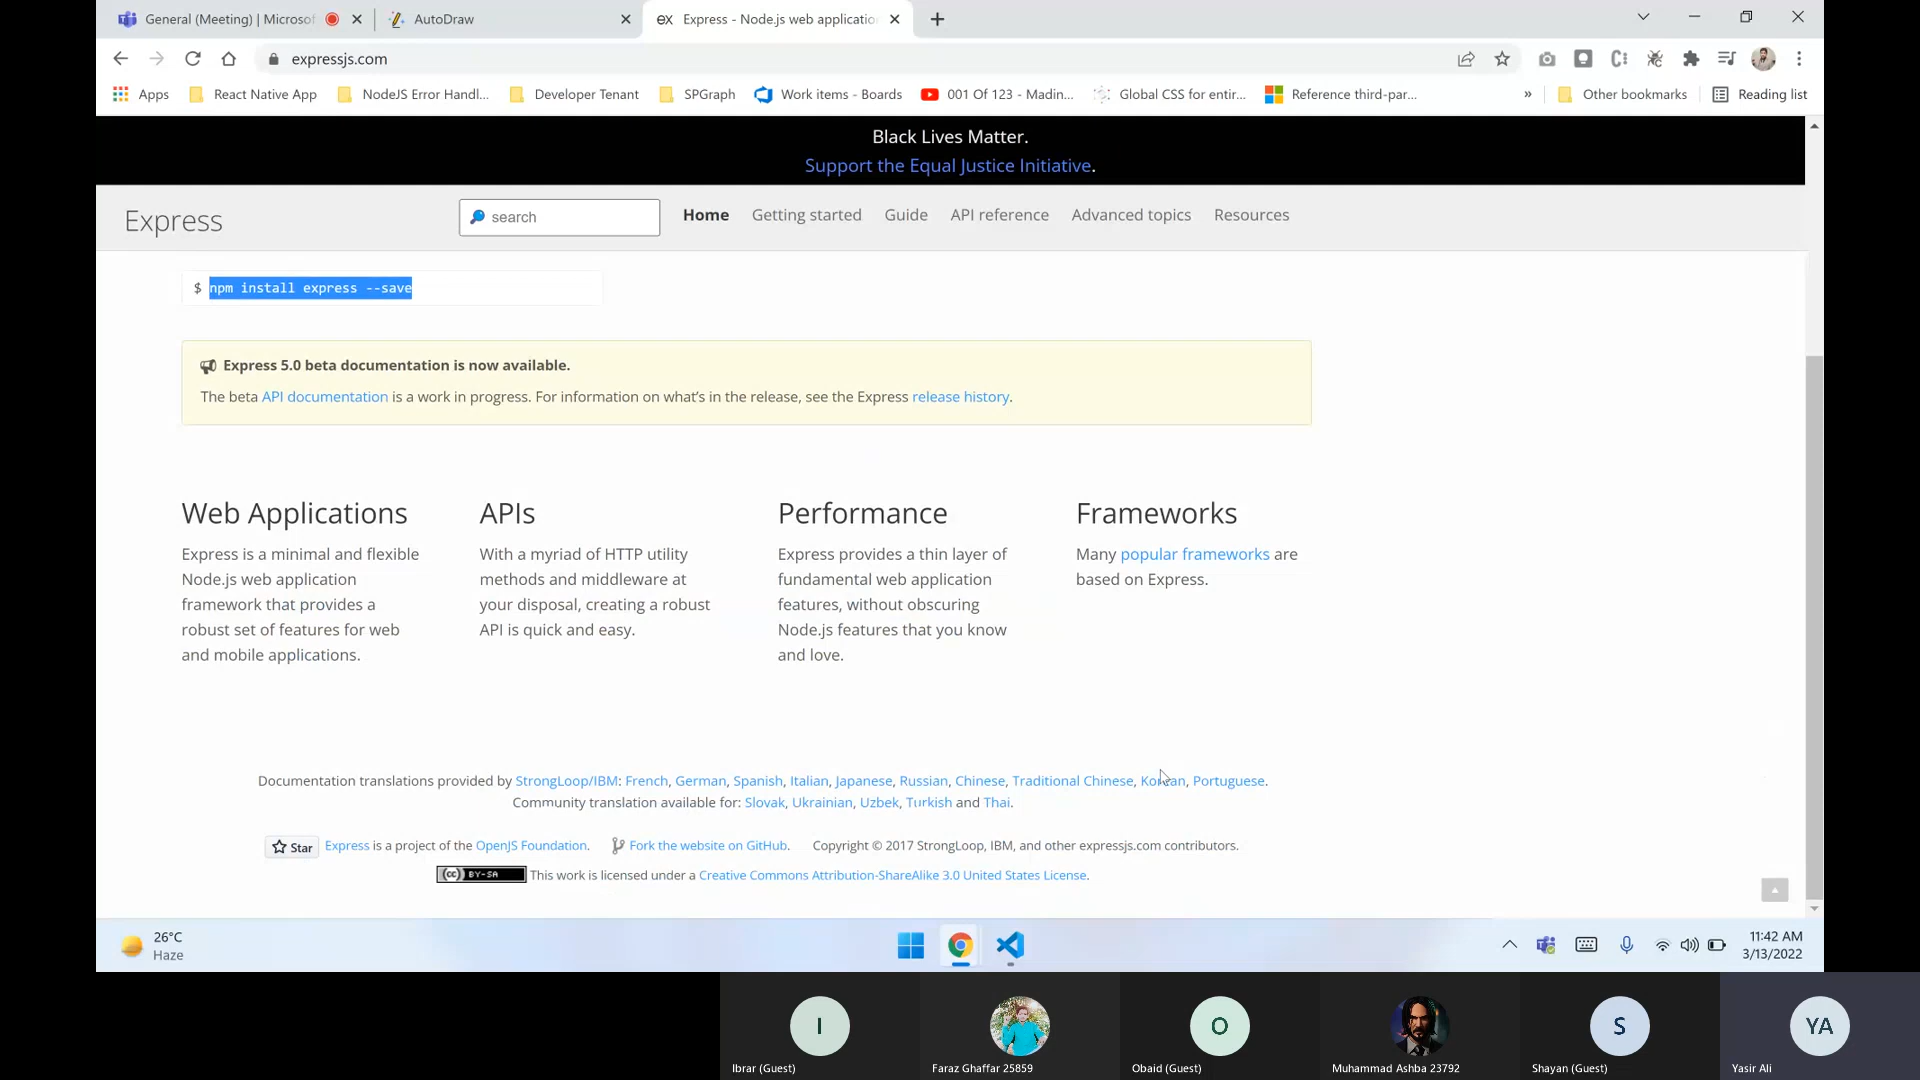 General (Meeting) | Microsof
AutoDraw
ex Express - Node.js web applicatio
expressjs.com
Apps
React Native App
NodeJS Error Handl...
Developer Tenant
SPGraph
Work items - Boards
001 Of 123 - Madin...
Global CSS for entir...
Reference third-par...
»
Other bookmarks
Reading list
Black Lives Matter.
Support the Equal Justice Initiative.
Express
search
Home
Getting started
Guide
API reference
Advanced topics
Resources
$ npm install express --save
Express 5.0 beta documentation is now available.
The beta API documentation is a work in progress. For information on what's in the release, see the Express release history.
Web Applications
Express is a minimal and flexible
Node.js web application
framework that provides a
robust set of features for web
and mobile applications.
APIs
With a myriad of HTTP utility
methods and middleware at
your disposal, creating a robust
API is quick and easy.
Performance
Express provides a thin layer of
fundamental web application
features, without obscuring
Node.js features that you know
and love.
Frameworks
Many popular frameworks are
based on Express.
Documentation translations provided by StrongLoop/IBM: French, German, Spanish, Italian, Japanese, Russian, Chinese, Traditional Chinese, Korean, Portuguese.
Community translation available for: Slovak, Ukrainian, Uzbek, Turkish and Thai.
Star
Express is a project of the OpenJS Foundation.
Fork the website on GitHub.
Copyright © 2017 StrongLoop, IBM, and other expressjs.com contributors.
(cc) BY-SA This work is licensed under a Creative Commons Attribution-ShareAlike 3.0 United States License.
26°C
Haze
11:42 AM
3/13/2022
I
Ibrar (Guest)
Faraz Ghaffar 25859
O
Obaid (Guest)
Muhammad Ashba 23792
S
Shayan (Guest)
YA
Yasir Ali